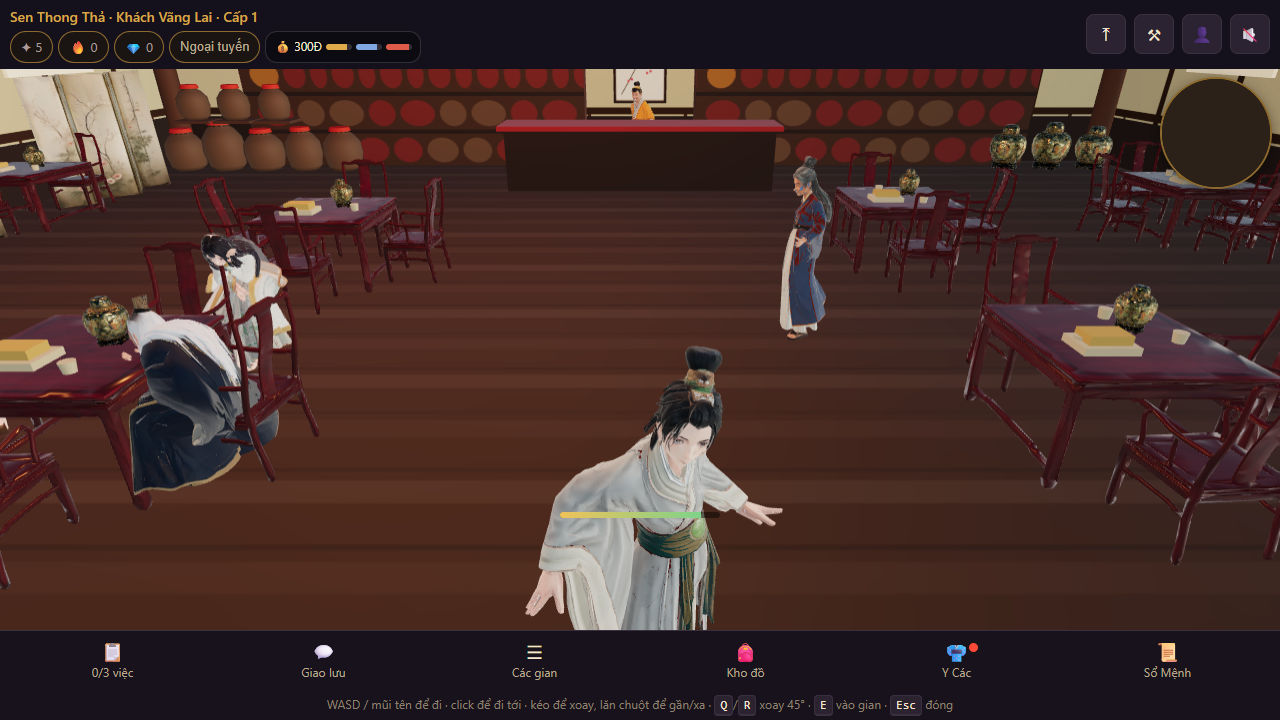 Sen Thong Thả · Khách Vãng Lai · Cấp 1
5
0
0
Ngoại tuyến
300Đ
0/3 việc
Giao lưu
Các gian
Kho đồ
Y Các
Sổ Mệnh
WASD / mũi tên để đi · click để đi tới · kéo để xoay, lăn chuột để gần/xa · Q / R xoay 45° · E vào gian · Esc đóng